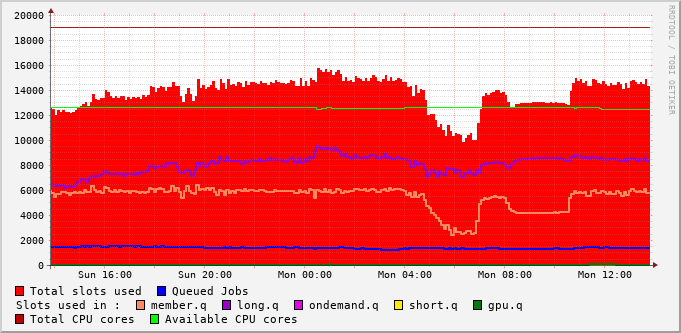 RRDTOOL / TOBI OETIKER
20000
18000
16000
14000
12000
10000
8000
6000
4000
2000
0
Sun 16:00 Sun 20:00 Mon 00:00 Mon 04:00 Mon 08:00 Mon 12:00
Total slots used Queued Jobs
Slots used in : member.q long.q ondemand.q short.q gpu.q
Total CPU cores Available CPU cores